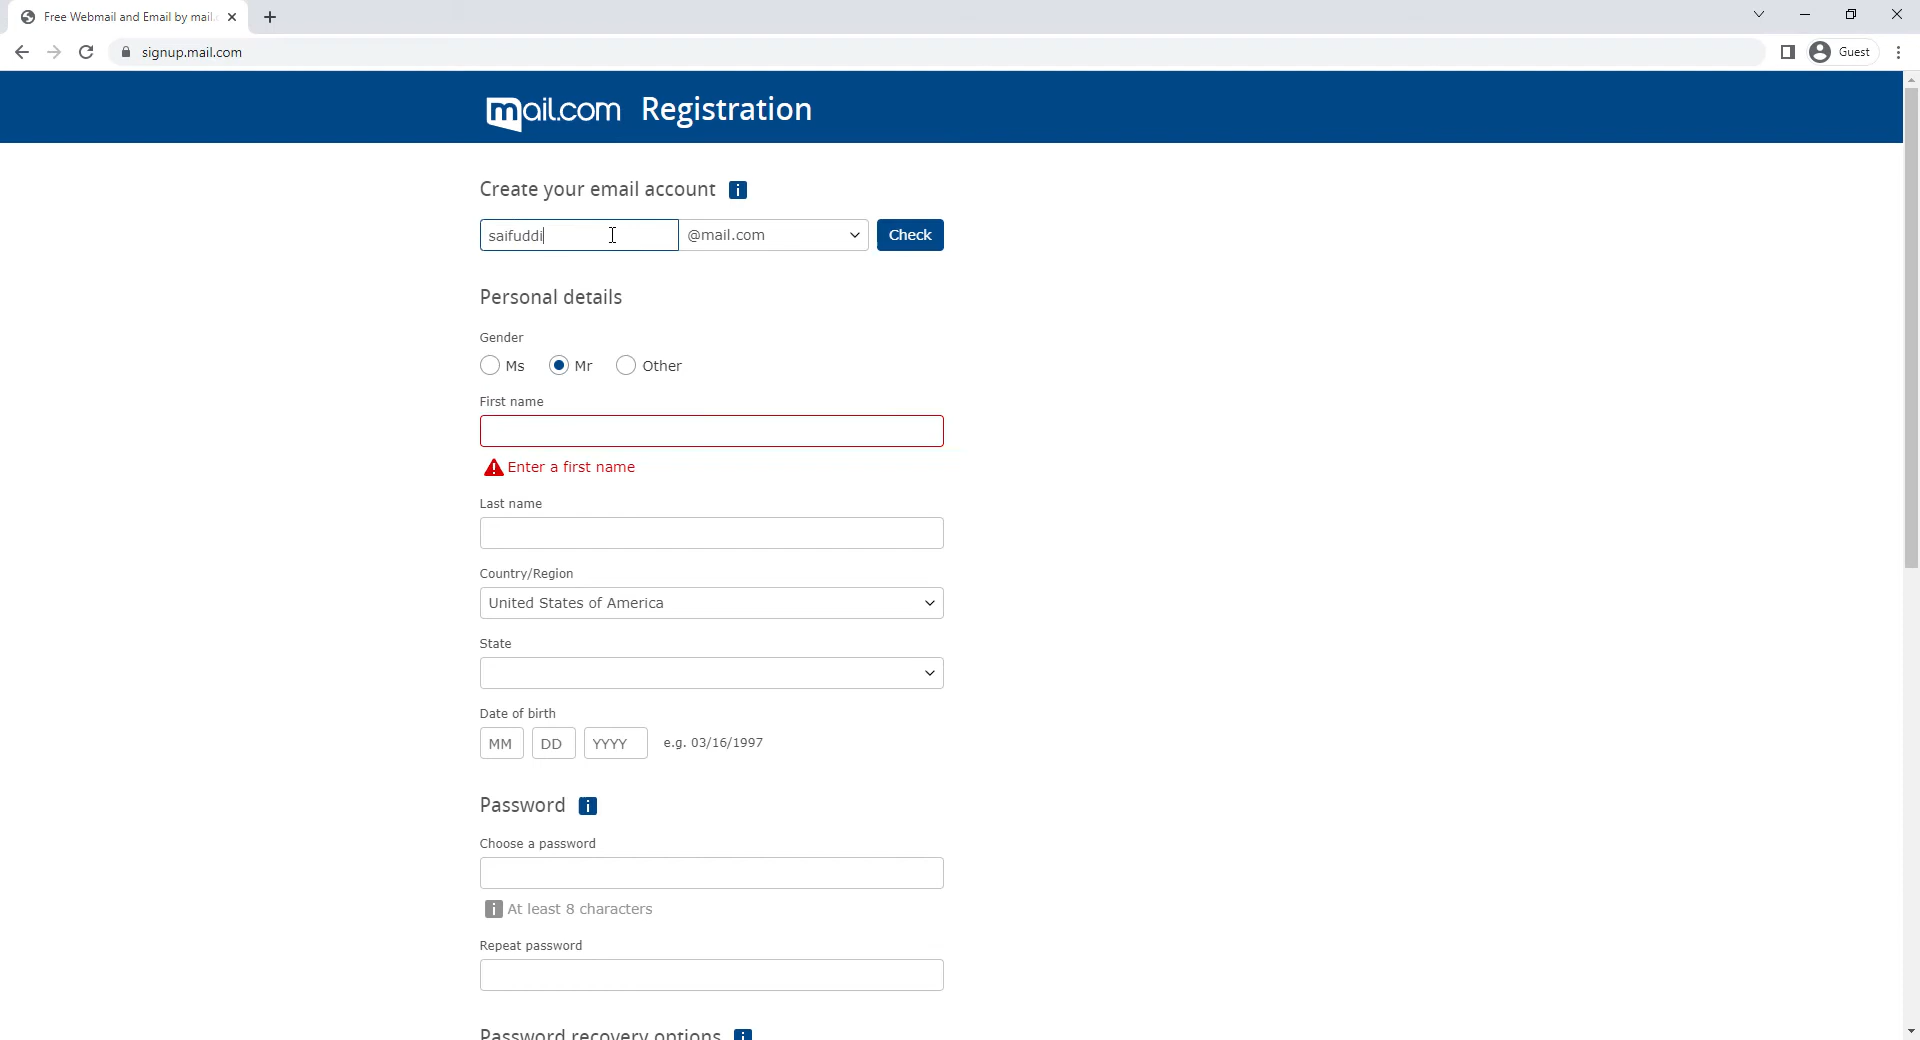 Free Webmail and Email by mail.
signup.mail.com
Guest
mail.com Registration
Create your email account i
saifuddi @mail.com Check
Personal details
Gender
Ms Mr Other
First name
Enter a first name
Last name
Country/Region
United States of America
State
Date of birth
MM DD YYYY e.g. 03/16/1997
Password i
Choose a password
i At least 8 characters
Repeat password
Password recovery options i